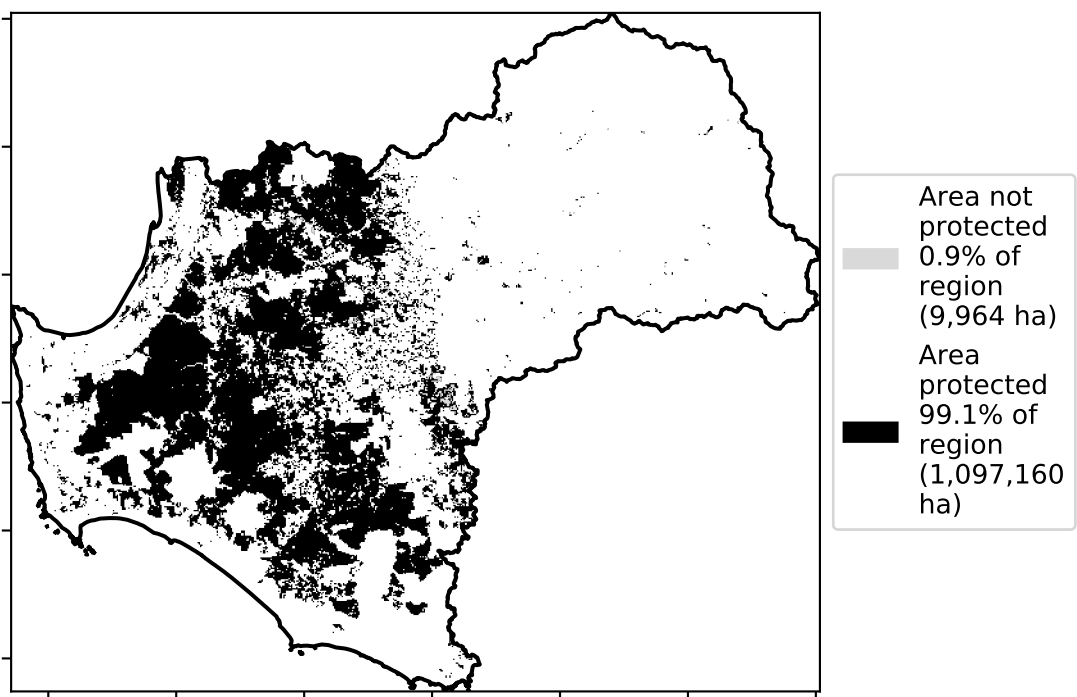 Area not
protected
0.9% of
region
(9,964 ha)
Area
protected
99.1% of
region
(1,097,160
ha)